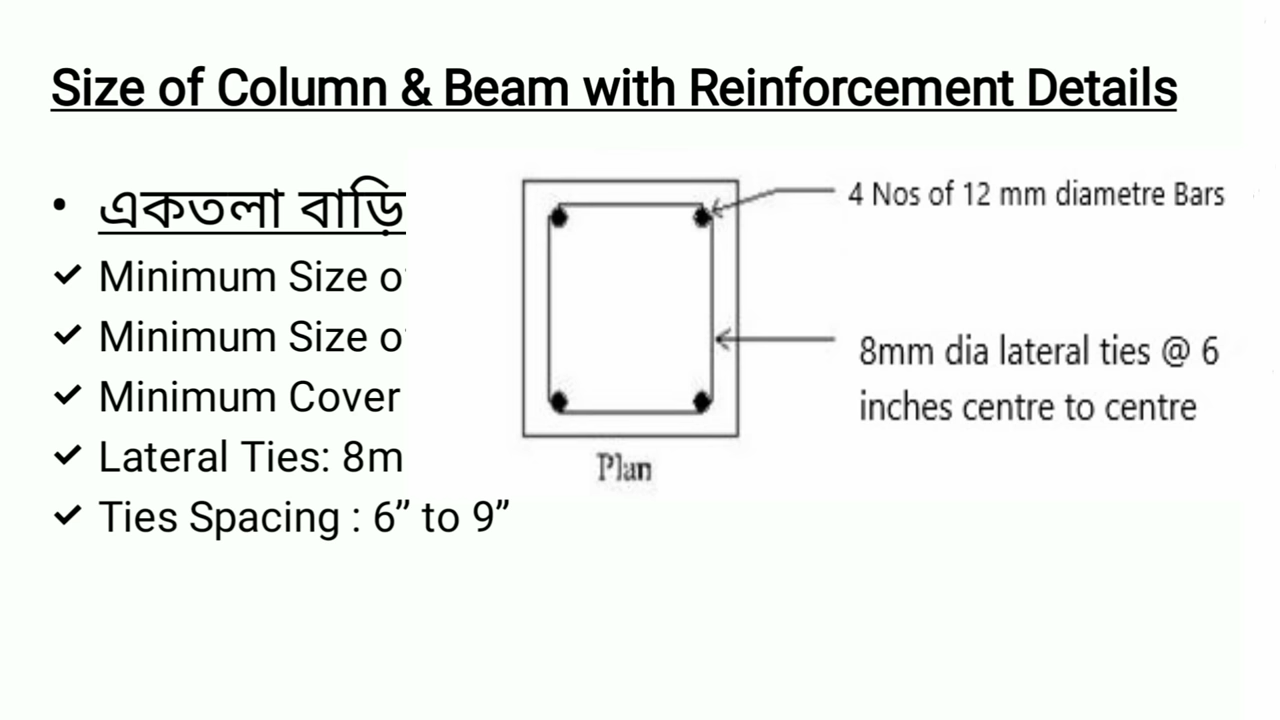 Size of Column & Beam with Reinforcement Details
• একতলা বাড়ি
✓ Minimum Size
✓ Minimum Size
✓ Minimum Cover
✓ Lateral Ties: 8m
✓ Ties Spacing : 6” to 9”
4 Nos of 12 mm diametre Bars
8mm dia lateral ties @ 6
inches centre to centre
Plan